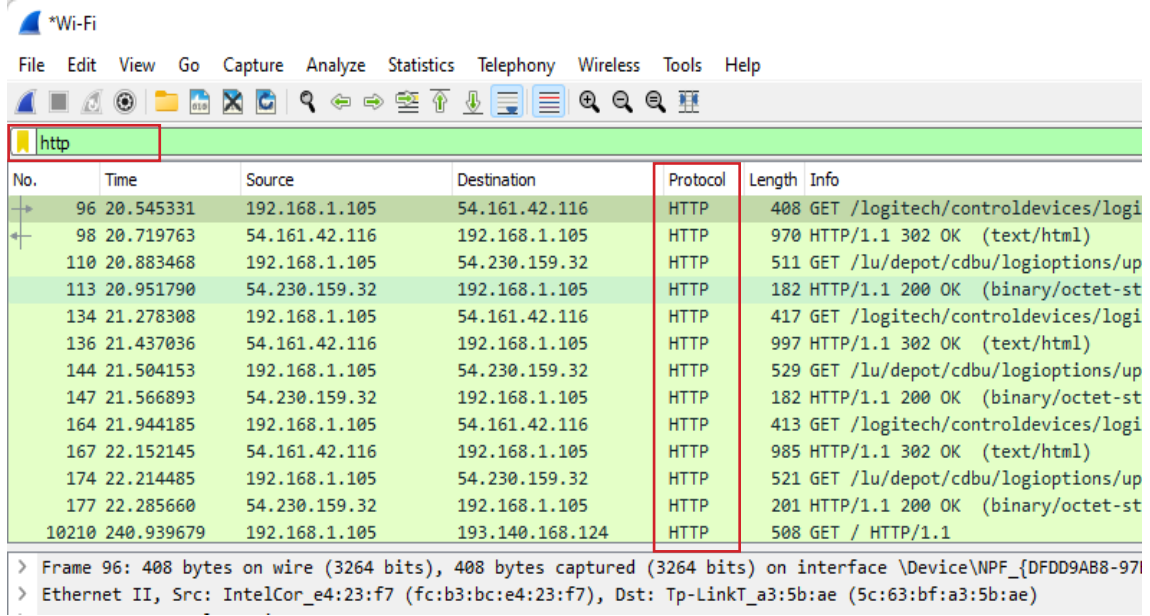 *Wi-Fi
File Edit View Go Capture Analyze Statistics Telephony Wireless Tools Help
http
No. Time Source Destination Protocol Length Info
96 20.545331 192.168.1.105 54.161.42.116 HTTP 408 GET /logitech/controldevices/logi
98 20.719763 54.161.42.116 192.168.1.105 HTTP 970 HTTP/1.1 302 OK (text/html)
110 20.883468 192.168.1.105 54.230.159.32 HTTP 511 GET /lu/depot/cdbu/logioptions/up
113 20.951790 54.230.159.32 192.168.1.105 HTTP 182 HTTP/1.1 200 OK (binary/octet-st
134 21.278308 192.168.1.105 54.161.42.116 HTTP 417 GET /logitech/controldevices/logi
136 21.437036 54.161.42.116 192.168.1.105 HTTP 997 HTTP/1.1 302 OK (text/html)
144 21.504153 192.168.1.105 54.230.159.32 HTTP 529 GET /lu/depot/cdbu/logioptions/up
147 21.566893 54.230.159.32 192.168.1.105 HTTP 182 HTTP/1.1 200 OK (binary/octet-st
164 21.944185 192.168.1.105 54.161.42.116 HTTP 413 GET /logitech/controldevices/logi
167 22.152145 54.161.42.116 192.168.1.105 HTTP 985 HTTP/1.1 302 OK (text/html)
174 22.214485 192.168.1.105 54.230.159.32 HTTP 521 GET /lu/depot/cdbu/logioptions/up
177 22.285660 54.230.159.32 192.168.1.105 HTTP 201 HTTP/1.1 200 OK (binary/octet-st
10210 240.939679 192.168.1.105 193.140.168.124 HTTP 508 GET / HTTP/1.1
> Frame 96: 408 bytes on wire (3264 bits), 408 bytes captured (3264 bits) on interface \Device\NPF_{DFDD9AB8-97
> Ethernet II, Src: IntelCor_e4:23:f7 (fc:b3:bc:e4:23:f7), Dst: Tp-LinkT_a3:5b:ae (5c:63:bf:a3:5b:ae)